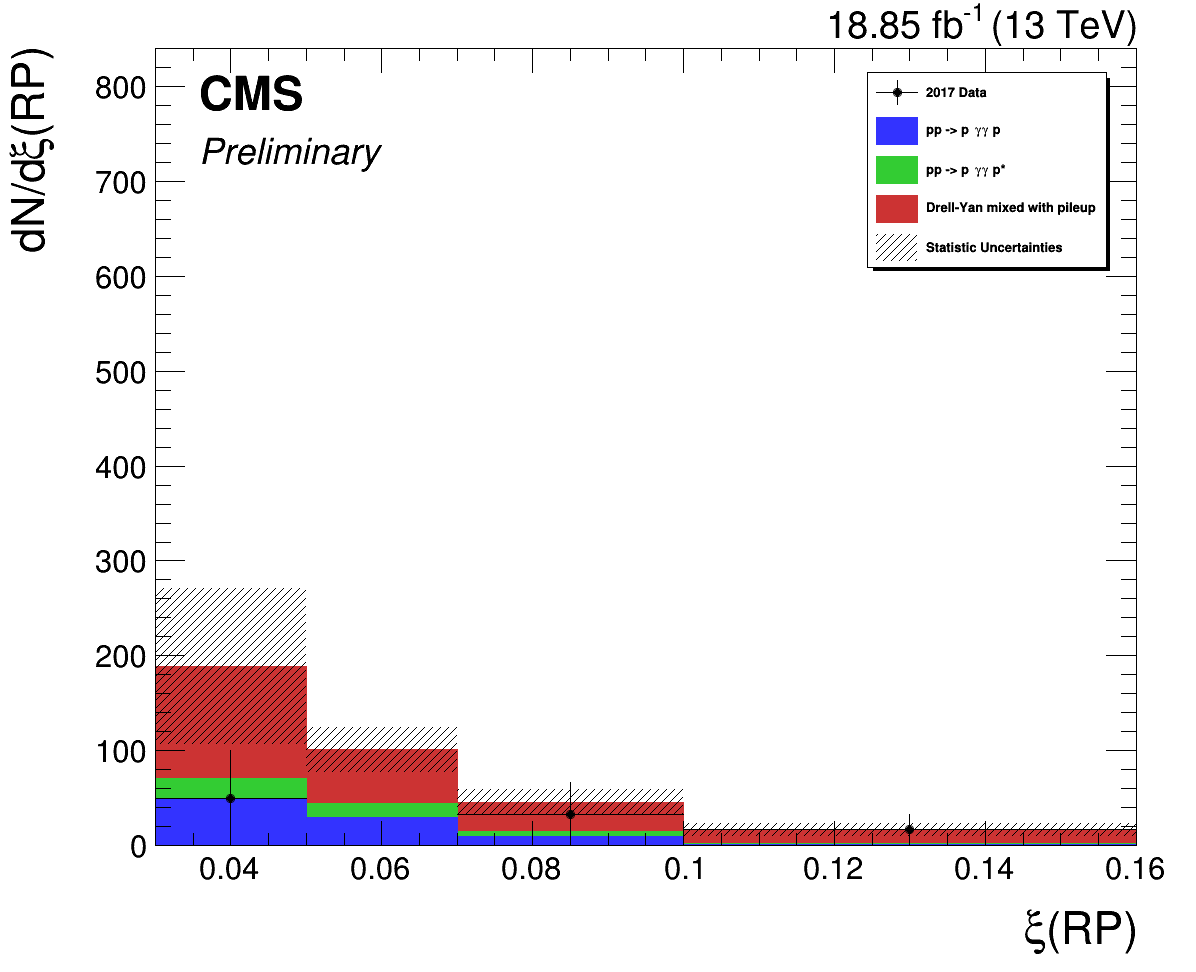 18.85 fb⁻¹ (13 TeV)
dN/dξ(RP)
CMS
Preliminary
2017 Data
pp -> p γγ p
pp -> p γγ p*
Drell-Yan mixed with pileup
Statistic Uncertainties
800
700
600
500
400
300
200
100
0
0.04 0.06 0.08 0.1 0.12 0.14 0.16
ξ(RP)